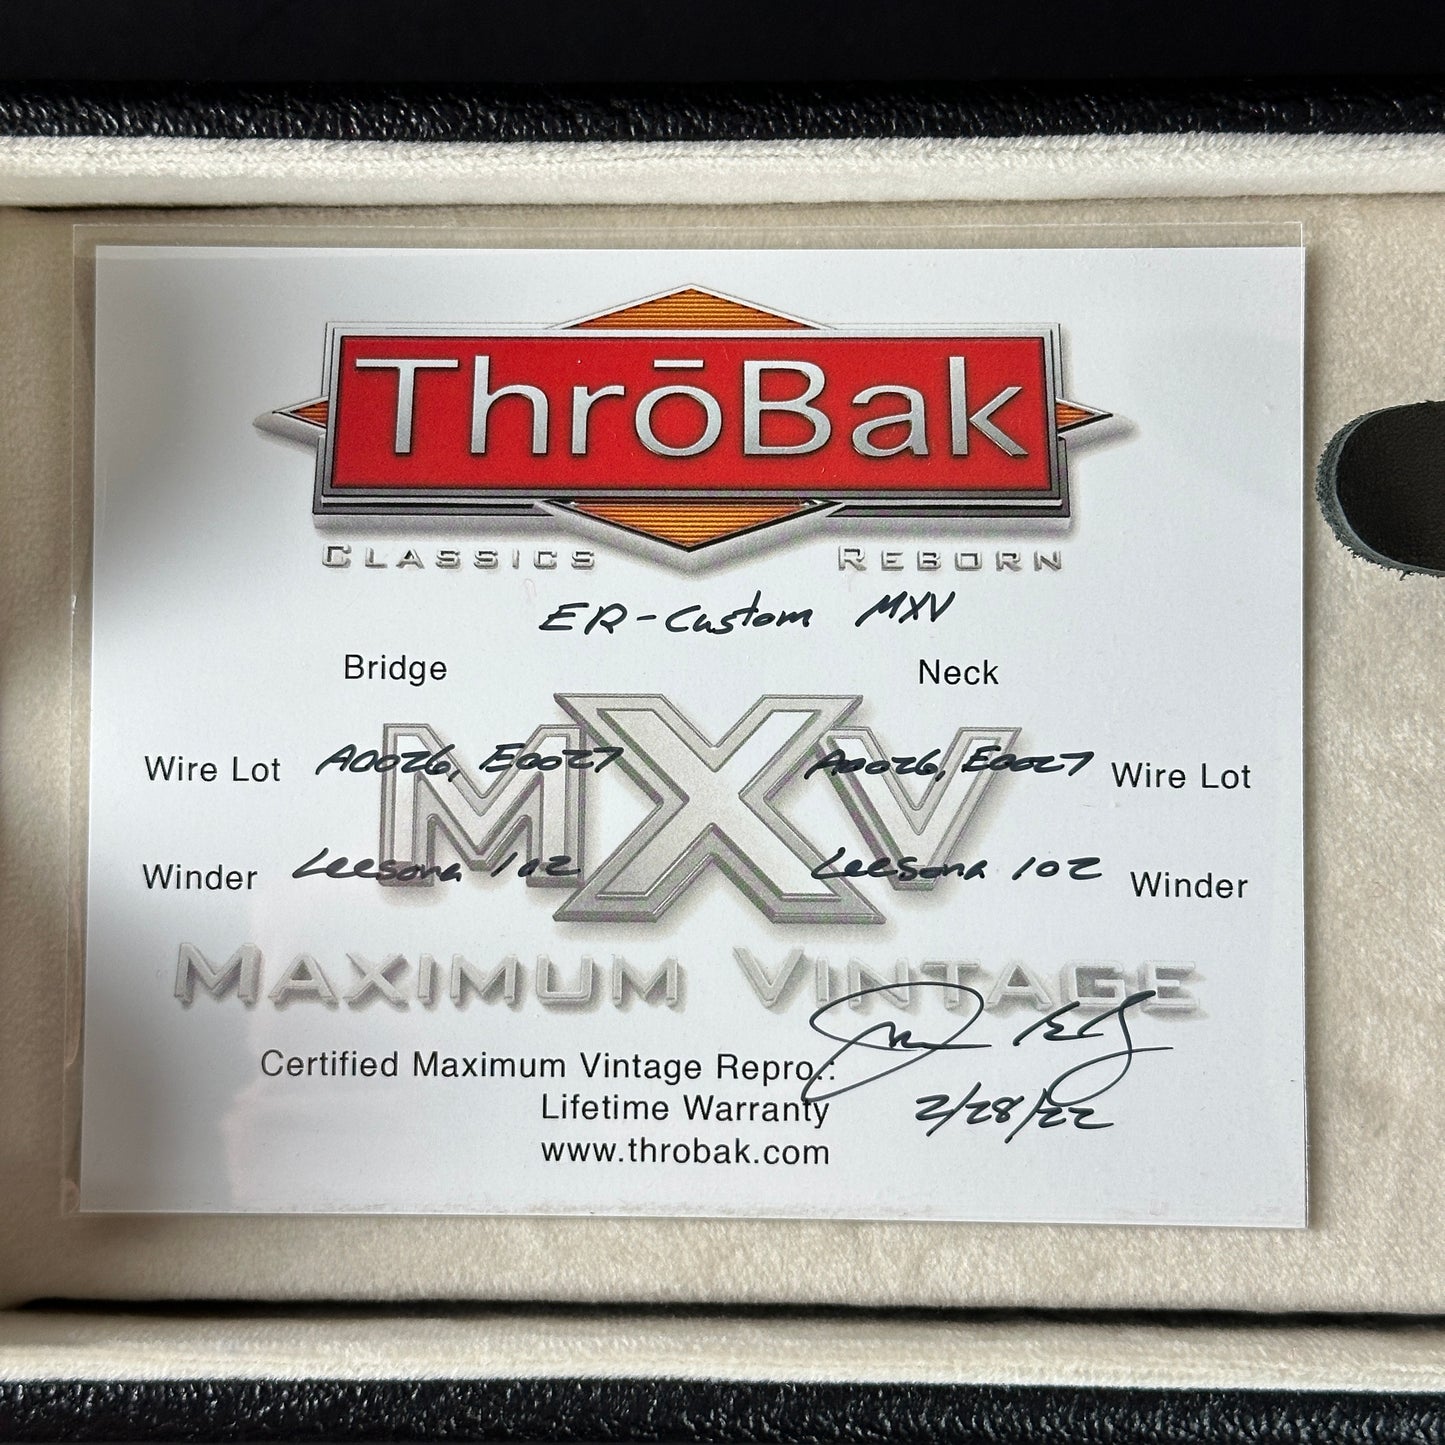 ThrōBak
CLASSICS REBORN
ER-Custom MXV
Bridge Neck
Wire Lot A0026, E0027 A0026, E0027 Wire Lot
MXV
Winder Leesona 102 Leesona 102 Winder
MAXIMUM VINTAGE
Certified Maximum Vintage Repro.:
Lifetime Warranty 2/28/22
www.throbak.com